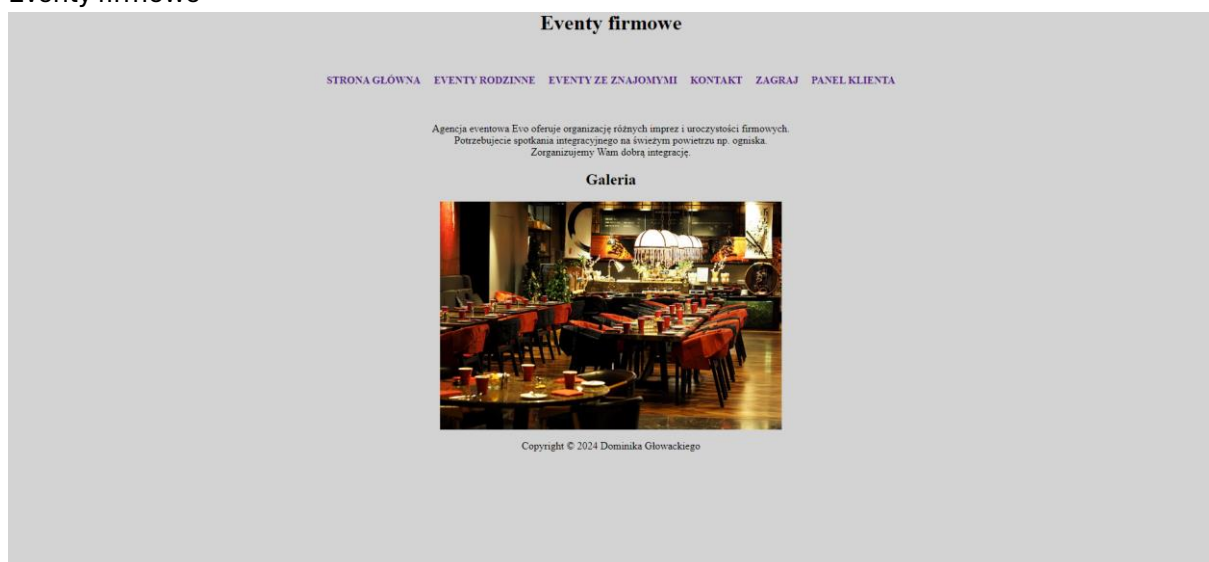 Eventy firmowe
Eventy firmowe
STRONA GŁÓWNA EVENTY RODZINNE EVENTY ZE ZNAJOMYMI KONTAKT ZAGRAJ PANEL KLIENTA
Agencja eventowa Evo oferuje organizację różnych imprez i uroczystości firmowych.
Potrzebujecie spotkania integracyjnego na świeżym powietrzu np. ogniska.
Zorganizujemy Wam dobrą integrację.
Galeria
Copyright © 2024 Dominika Głowackiego